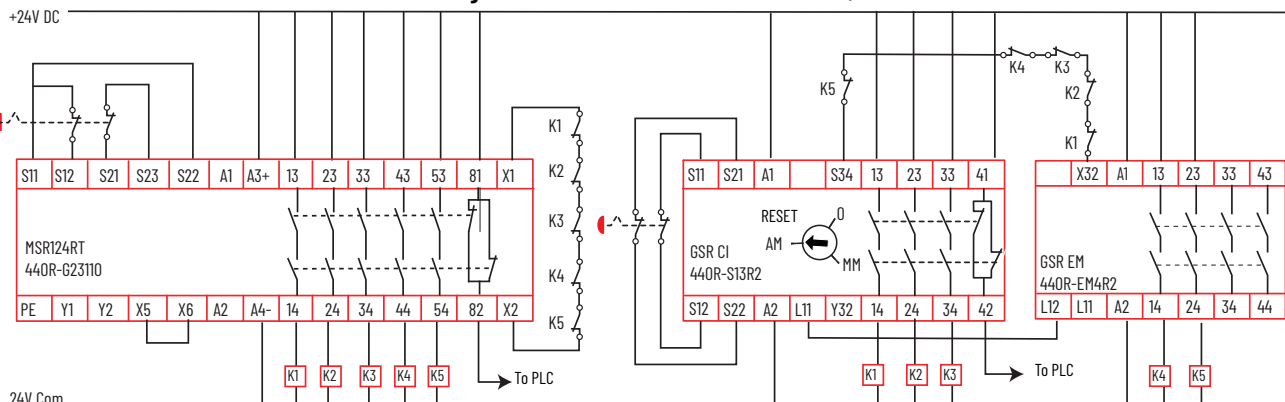 +24V DC
S11 S12 S21 S23 S22 A1 A3+ 13 23 33 43 53 81 X1
MSR124RT
440R-G23110
PE Y1 Y2 X5 X6 A2 A4- 14 24 34 44 54 82 X2
K1
K2
K3
K4
K5
K1 K2 K3 K4 K5
To PLC
24V Com
K5
K4 K3
K2
K1
S11 S21 A1 S34 13 23 33 41
RESET
O
AM
MM
GSR CI
440R-S13R2
S12 S22 A2 L11 Y32 14 24 34 42
K1 K2 K3
To PLC
X32 A1 13 23 33 43
GSR EM
440R-EM4R2
L12 L11 A2 14 24 34 44
K4 K5